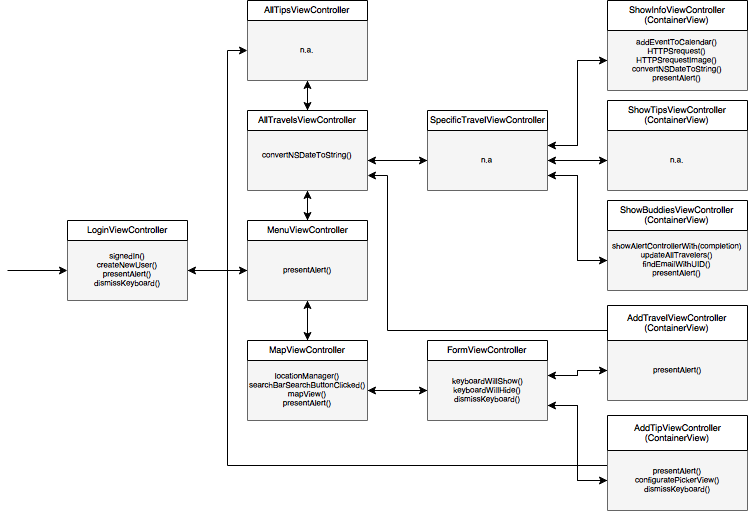 AllTipsViewController
n.a.
ShowInfoViewController
(ContainerView)
addEventToCalendar()
HTTPSrequest()
HTTPSrequestImage()
convertNSDateToString()
presentAlert()
AllTravelsViewController
convertNSDateToString()
SpecificTravelViewController
n.a
ShowTipsViewController
(ContainerView)
n.a.
LoginViewController
signedIn()
createNewUser()
presentAlert()
dismissKeyboard()
MenuViewController
presentAlert()
ShowBuddiesViewController
(ContainerView)
showAlertControllerWith(completion)
updateAllTravelers()
findEmailWithUID()
presentAlert()
MapViewController
locationManager()
searchBarSearchButtonClicked()
mapView()
presentAlert()
FormViewController
keyboardWillShow()
keyboardWillHide()
dismissKeyboard()
AddTravelViewController
(ContainerView)
presentAlert()
AddTipViewController
(ContainerView)
presentAlert()
configuratePickerView()
dismissKeyboard()